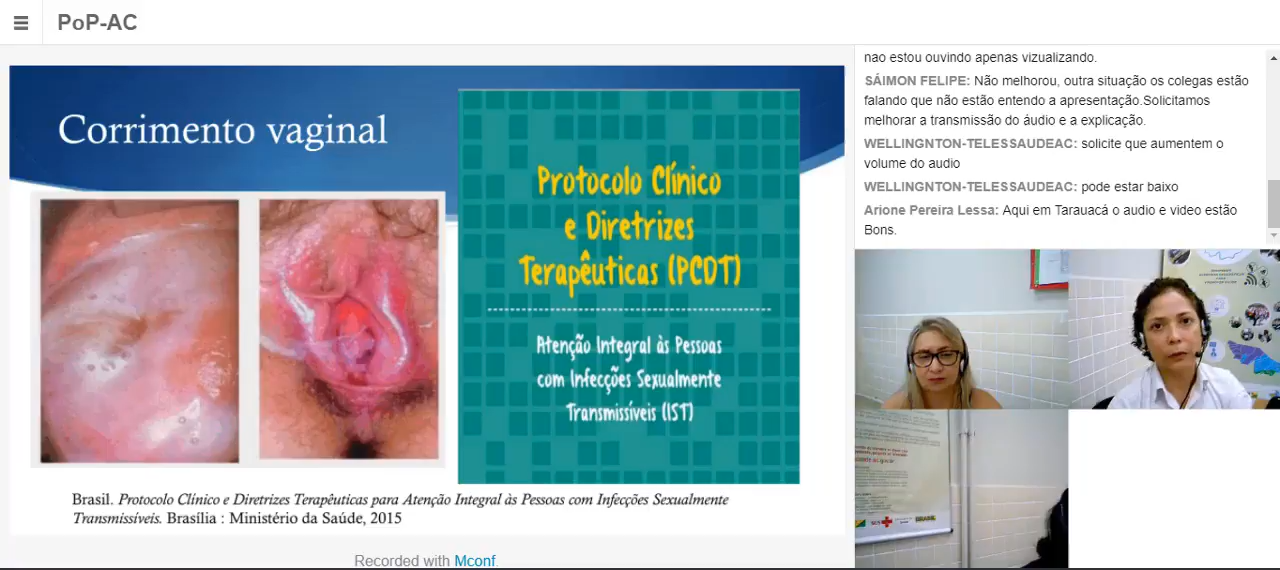 PoP-AC
Corrimento vaginal
Protocolo Clínico
e Diretrizes
Terapêuticas (PCDT)
Atenção Integral às Pessoas
com Infecções Sexualmente
Transmissíveis (IST)
Brasil. Protocolo Clínico e Diretrizes Terapêuticas para Atenção Integral às Pessoas com Infecções Sexualmente
Transmissíveis. Brasília : Ministério da Saúde, 2015
Recorded with Mconf.
nao estou ouvindo apenas vizualizando.
SÁIMON FELIPE: Não melhorou, outra situação os colegas estão
falando que não estão entendo a apresentação.Solicitamos
melhorar a transmissão do áudio e a explicação.
WELLINGNTON-TELESSAUDEAC: solicite que aumentem o
volume do audio
WELLINGNTON-TELESSAUDEAC: pode estar baixo
Arione Pereira Lessa: Aqui em Tarauacá o audio e video estão
Bons.
SUS
BRASIL